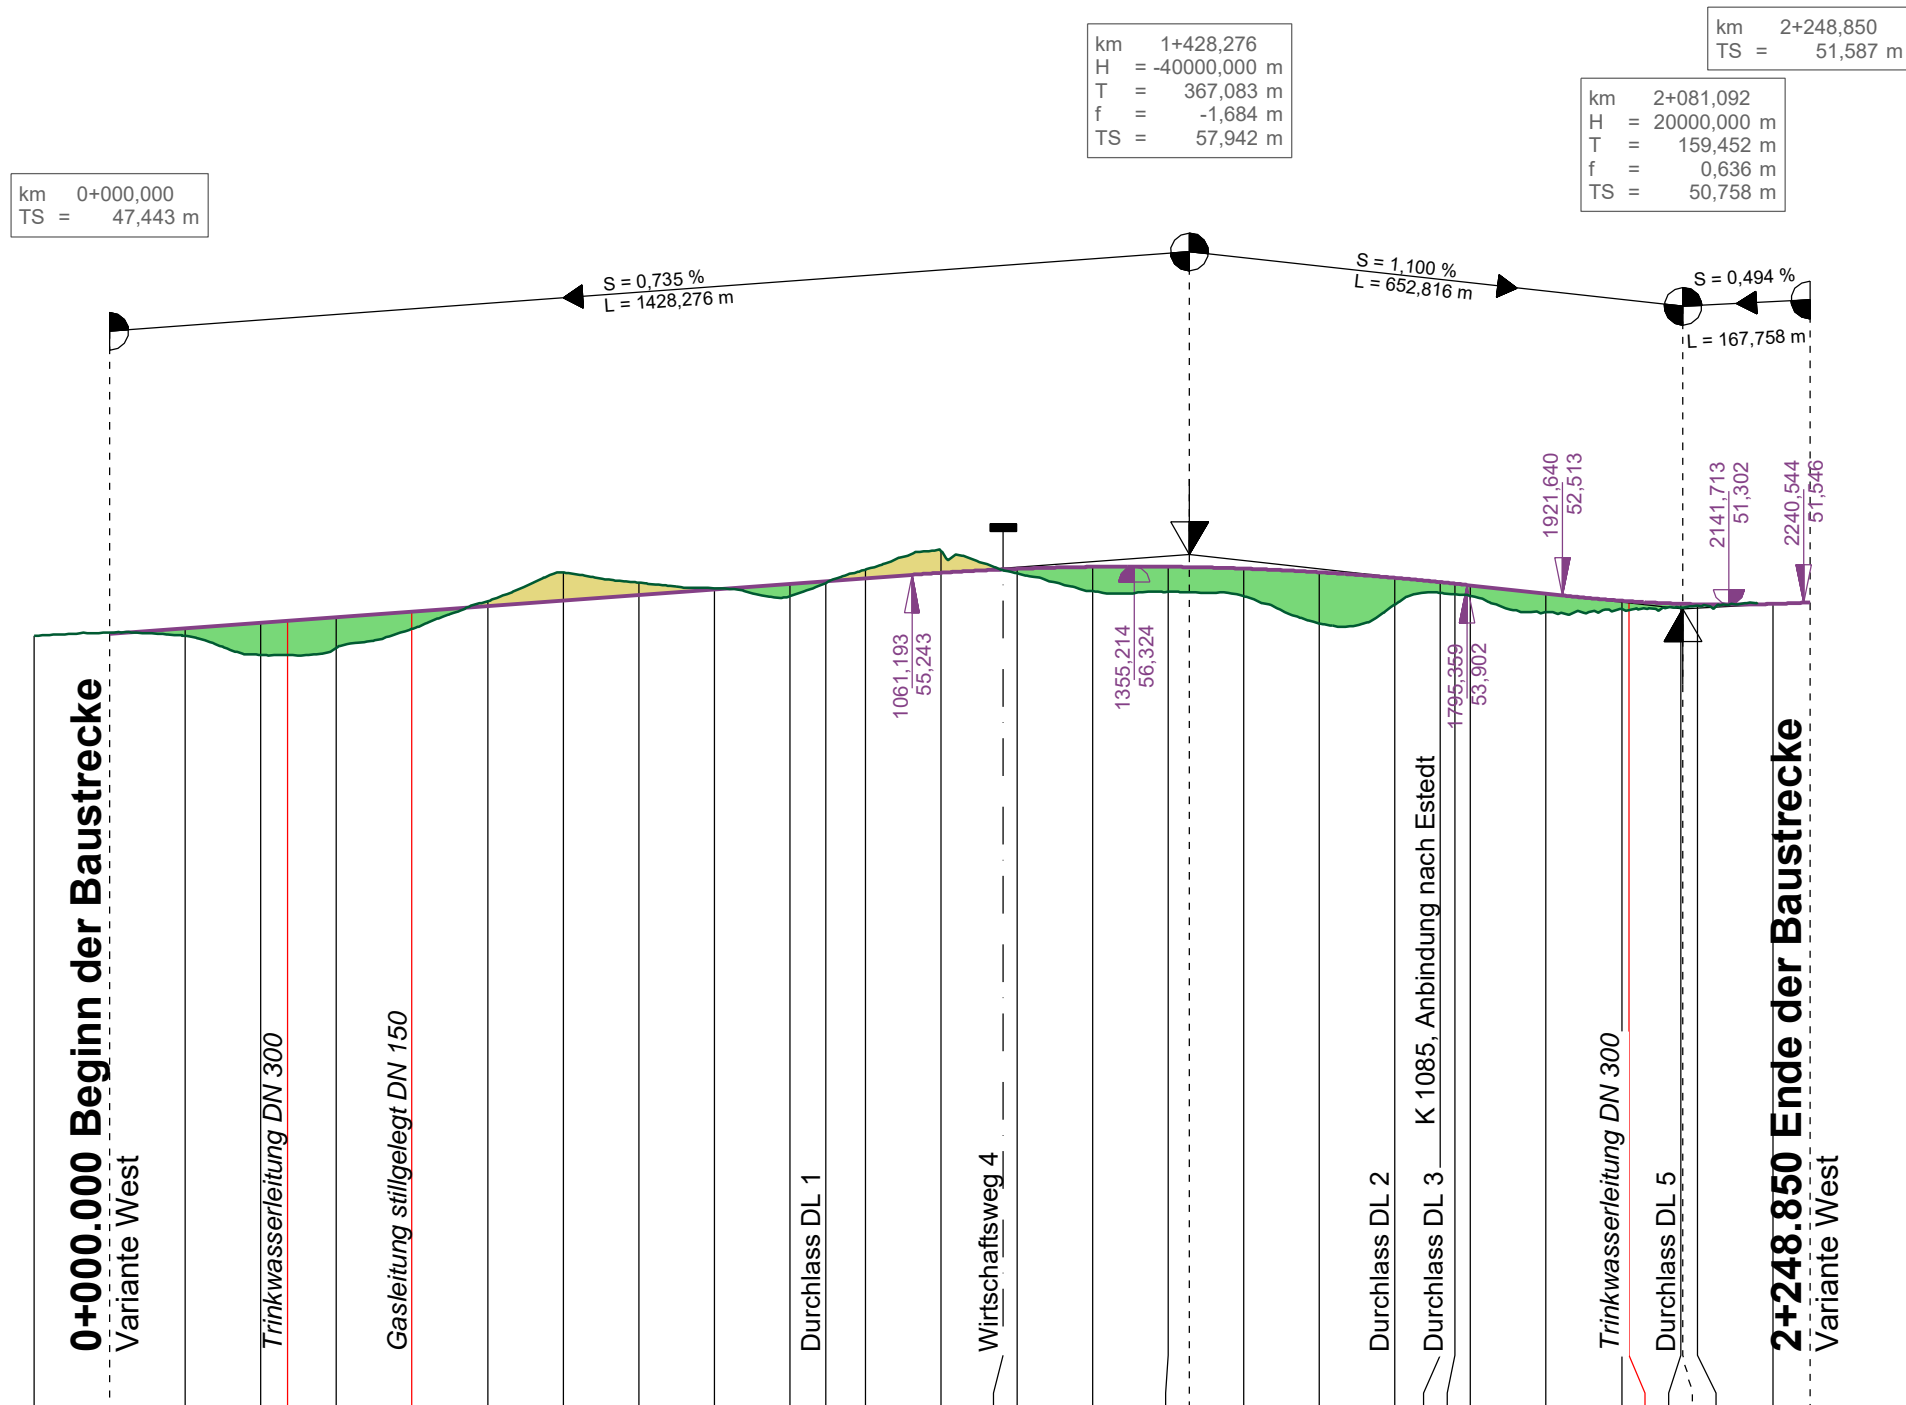 km 2+248,850
TS = 51,587 m
km 1+428,276
H = -40000,000 m
T = 367,083 m
f = -1,684 m
TS = 57,942 m
km 2+081,092
H = 20000,000 m
T = 159,452 m
f = 0,636 m
TS = 50,758 m
km 0+000,000
TS = 47,443 m
S = 0,735 %
L = 1428,276 m
S = 1,100 %
L = 652,816 m
S = 0,494 %
L = 167,758 m
1061,193
55,243
1355,214
56,324
1795,359
53,902
1921,640
52,513
2141,713
51,302
2240,544
51,546
0+000.000 Beginn der Baustrecke
Variante West
Trinkwasserleitung DN 300
Gasleitung stillgelegt DN 150
Durchlass DL 1
Wirtschaftsweg 4
Durchlass DL 2
K 1085, Anbindung nach Estedt
Durchlass DL 3
Trinkwasserleitung DN 300
Durchlass DL 5
2+248.850 Ende der Baustrecke
Variante West